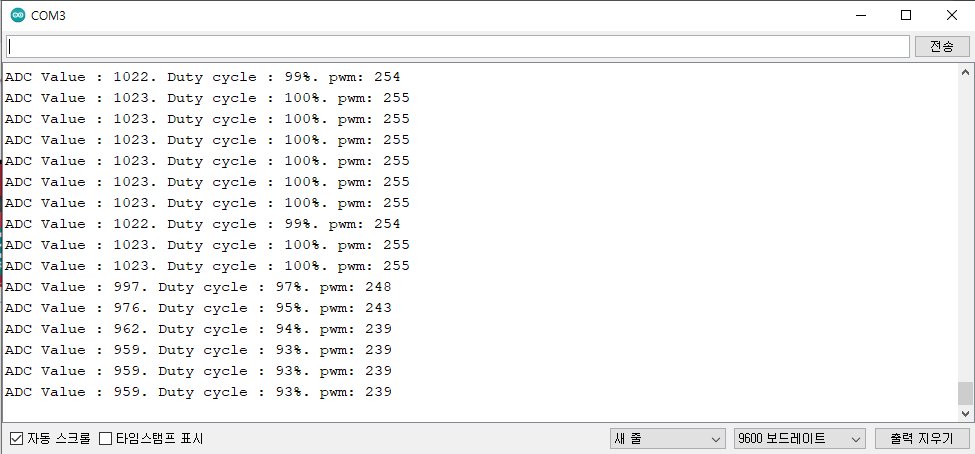 COM3
전송
ADC Value : 1022. Duty cycle : 99%. pwm: 254
ADC Value : 1023. Duty cycle : 100%. pwm: 255
ADC Value : 1023. Duty cycle : 100%. pwm: 255
ADC Value : 1023. Duty cycle : 100%. pwm: 255
ADC Value : 1023. Duty cycle : 100%. pwm: 255
ADC Value : 1023. Duty cycle : 100%. pwm: 255
ADC Value : 1023. Duty cycle : 100%. pwm: 255
ADC Value : 1022. Duty cycle : 99%. pwm: 254
ADC Value : 1023. Duty cycle : 100%. pwm: 255
ADC Value : 1023. Duty cycle : 100%. pwm: 255
ADC Value : 997. Duty cycle : 97%. pwm: 248
ADC Value : 976. Duty cycle : 95%. pwm: 243
ADC Value : 962. Duty cycle : 94%. pwm: 239
ADC Value : 959. Duty cycle : 93%. pwm: 239
ADC Value : 959. Duty cycle : 93%. pwm: 239
ADC Value : 959. Duty cycle : 93%. pwm: 239
자동 스크롤 타임스탬프 표시 새 줄 9600 보드레이트 출력 지우기